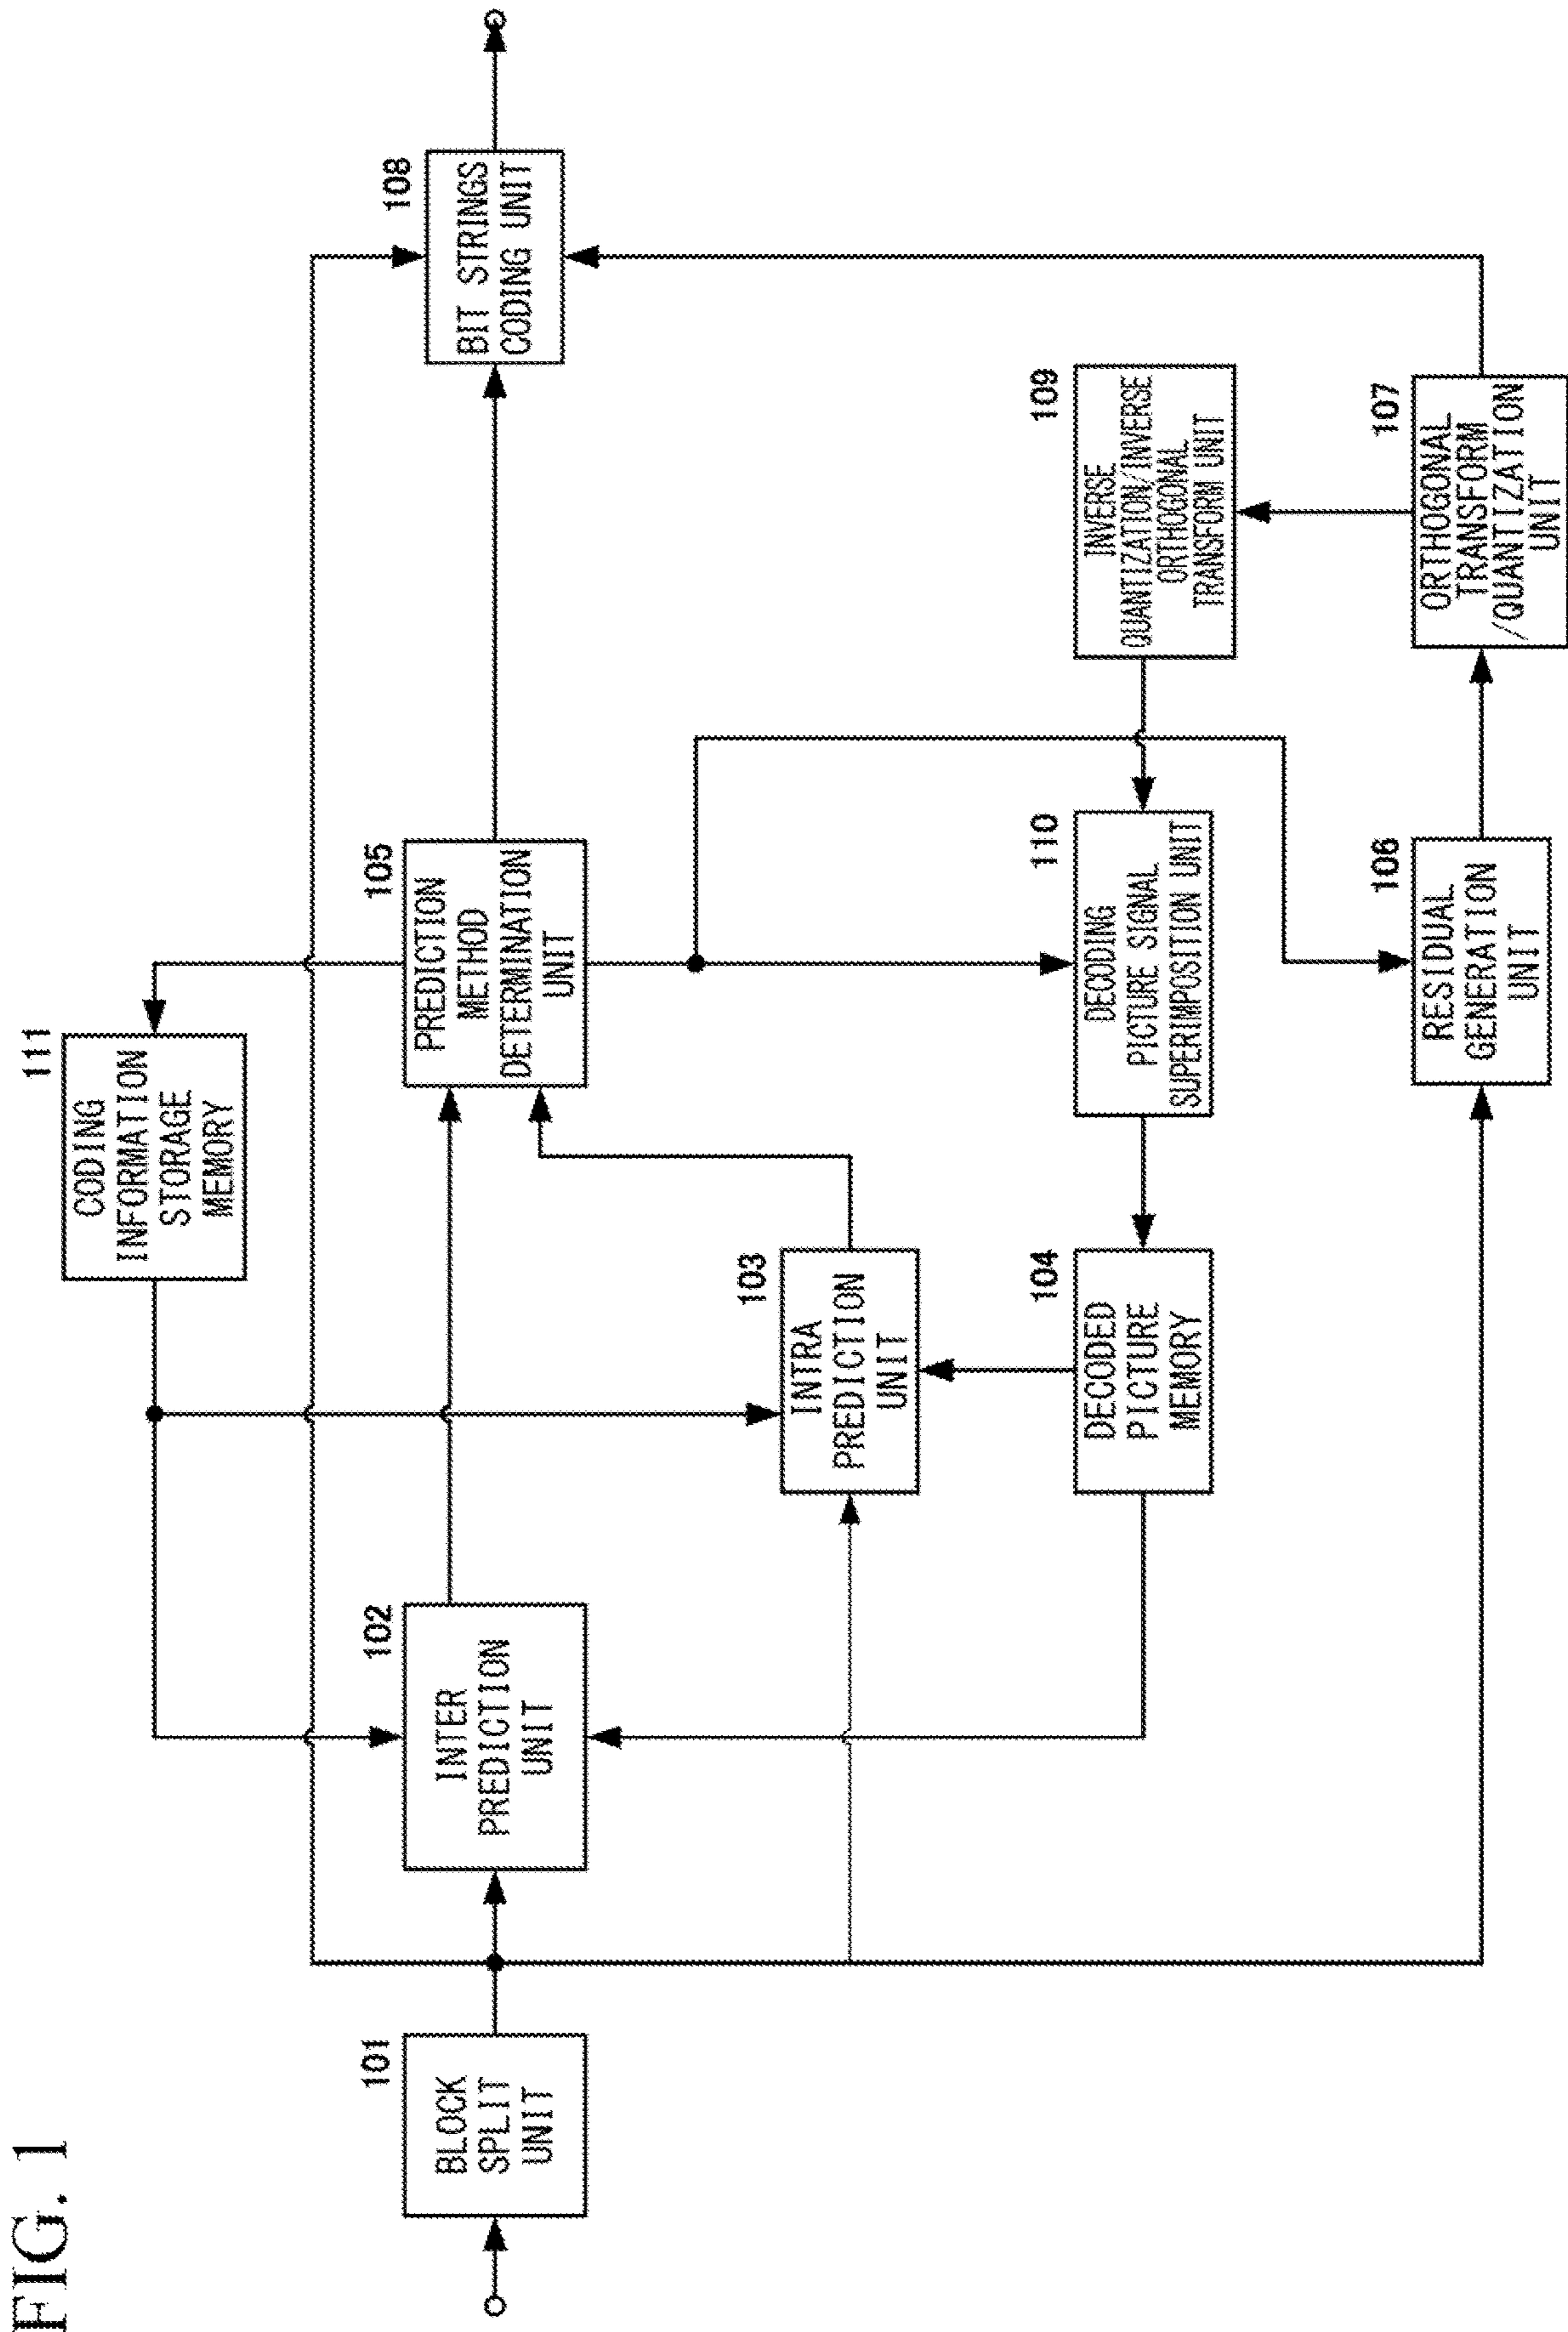 FIG. 1
101
BLOCK
SPLIT
UNIT
102
INTER
PREDICTION
UNIT
111
CODING
INFORMATION
STORAGE
MEMORY
103
INTRA
PREDICTION
UNIT
104
DECODED
PICTURE
MEMORY
105
PREDICTION
METHOD
DETERMINATION
UNIT
110
DECODING
PICTURE SIGNAL
SUPERIMPOSITION UNIT
106
RESIDUAL
GENERATION
UNIT
109
INVERSE
QUANTIZATION/INVERSE
ORTHOGONAL
TRANSFORM UNIT
107
ORTHOGONAL
TRANSFORM
/QUANTIZATION
UNIT
108
BIT STRINGS
CODING UNIT